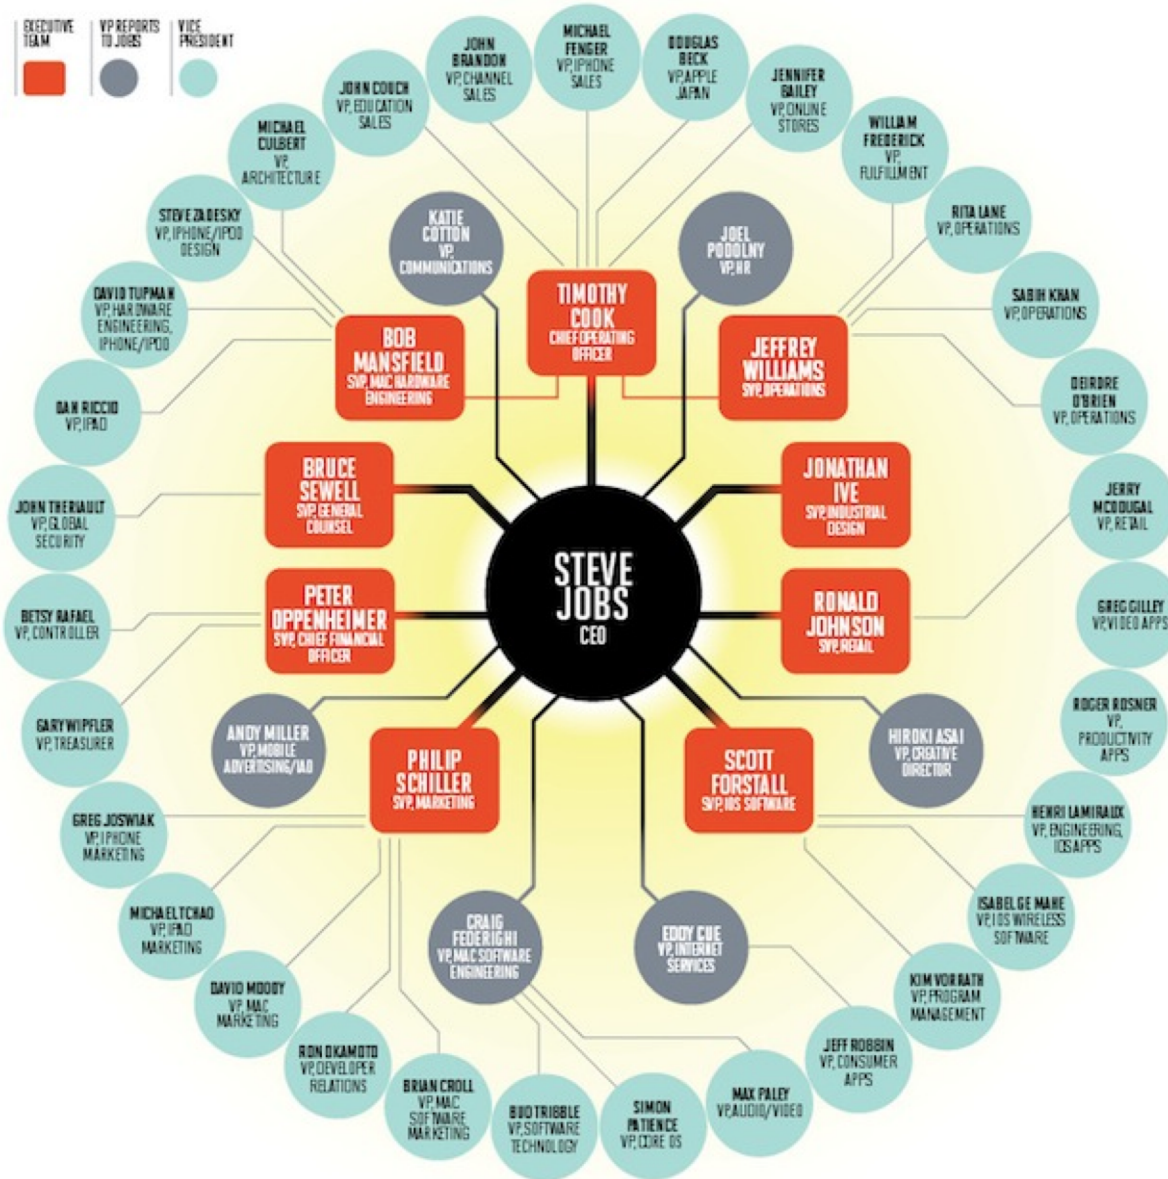 EXECUTIVE
TEAM
VP REPORTS
TO JOBS
VICE
PRESIDENT
MICHAEL
FENGER
VP, IPHONE
SALES
DOUGLAS
BECK
VP, APPLE
JAPAN
JOHN
BRANDON
VP, CHANNEL
SALES
JENNIFER
BAILEY
VP, ONLINE
STORES
JOHN COUCH
VP, EDUCATION
SALES
WILLIAM
FREDERICK
VP,
FULFILLMENT
MICHAEL
CULBERT
VP,
ARCHITECTURE
RITA LANE
VP, OPERATIONS
STEVE ZADESKY
VP, IPHONE/IPOD
DESIGN
KATIE
COTTON
VP,
COMMUNICATIONS
JOEL
PODOLNY
VP, HR
SABIH KHAN
VP, OPERATIONS
DAVID TUPMAN
VP, HARDWARE
ENGINEERING,
IPHONE/IPOD
TIMOTHY
COOK
CHIEF OPERATING
OFFICER
BOB
MANSFIELD
SVP, MAC HARDWARE
ENGINEERING
JEFFREY
WILLIAMS
SVP, OPERATIONS
DEIRDRE
O'BRIEN
VP, OPERATIONS
DAN RICCIO
VP, IPAD
BRUCE
SEWELL
SVP, GENERAL
COUNSEL
JONATHAN
IVE
SVP, INDUSTRIAL
DESIGN
JERRY
MCDUGAL
VP, RETAIL
JOHN THERIAULT
VP, GLOBAL
SECURITY
STEVE
JOBS
CEO
PETER
OPPENHEIMER
SVP, CHIEF FINANCIAL
OFFICER
RONALD
JOHNSON
SVP, RETAIL
BETSY RAFAEL
VP, CONTROLLER
GREG GILLEY
VP, VIDEO APPS
GARY WIPFLER
VP, TREASURER
ANDY MILLER
VP, MOBILE
ADVERTISING/IAD
HIROKI ASAI
VP, CREATIVE
DIRECTOR
ROGER ROSNER
VP,
PRODUCTIVITY
APPS
PHILIP
SCHILLER
SVP, MARKETING
SCOTT
FORSTALL
SVP, IOS SOFTWARE
GREG JOSWIAK
VP, IPHONE
MARKETING
HENRI LAMIRAUX
VP, ENGINEERING,
IOS APPS
MICHAEL TCHAO
VP, IPAD
MARKETING
ISABEL GE MAHE
VP, IOS WIRELESS
SOFTWARE
CRAIG
FEDERIGHI
VP, MAC SOFTWARE
ENGINEERING
EDDY CUE
VP, INTERNET
SERVICES
DAVID MOODY
VP, MAC
MARKETING
KIM VORRATH
VP, PROGRAM
MANAGEMENT
RON OKAMOTO
VP, DEVELOPER
RELATIONS
JEFF ROBBIN
VP, CONSUMER
APPS
BRIAN CROLL
VP, MAC
SOFTWARE
MARKETING
BUD TRIBBLE
VP, SOFTWARE
TECHNOLOGY
SIMON
PATIENCE
VP, CORE OS
MAX PALEY
VP, AUDIO/VIDEO